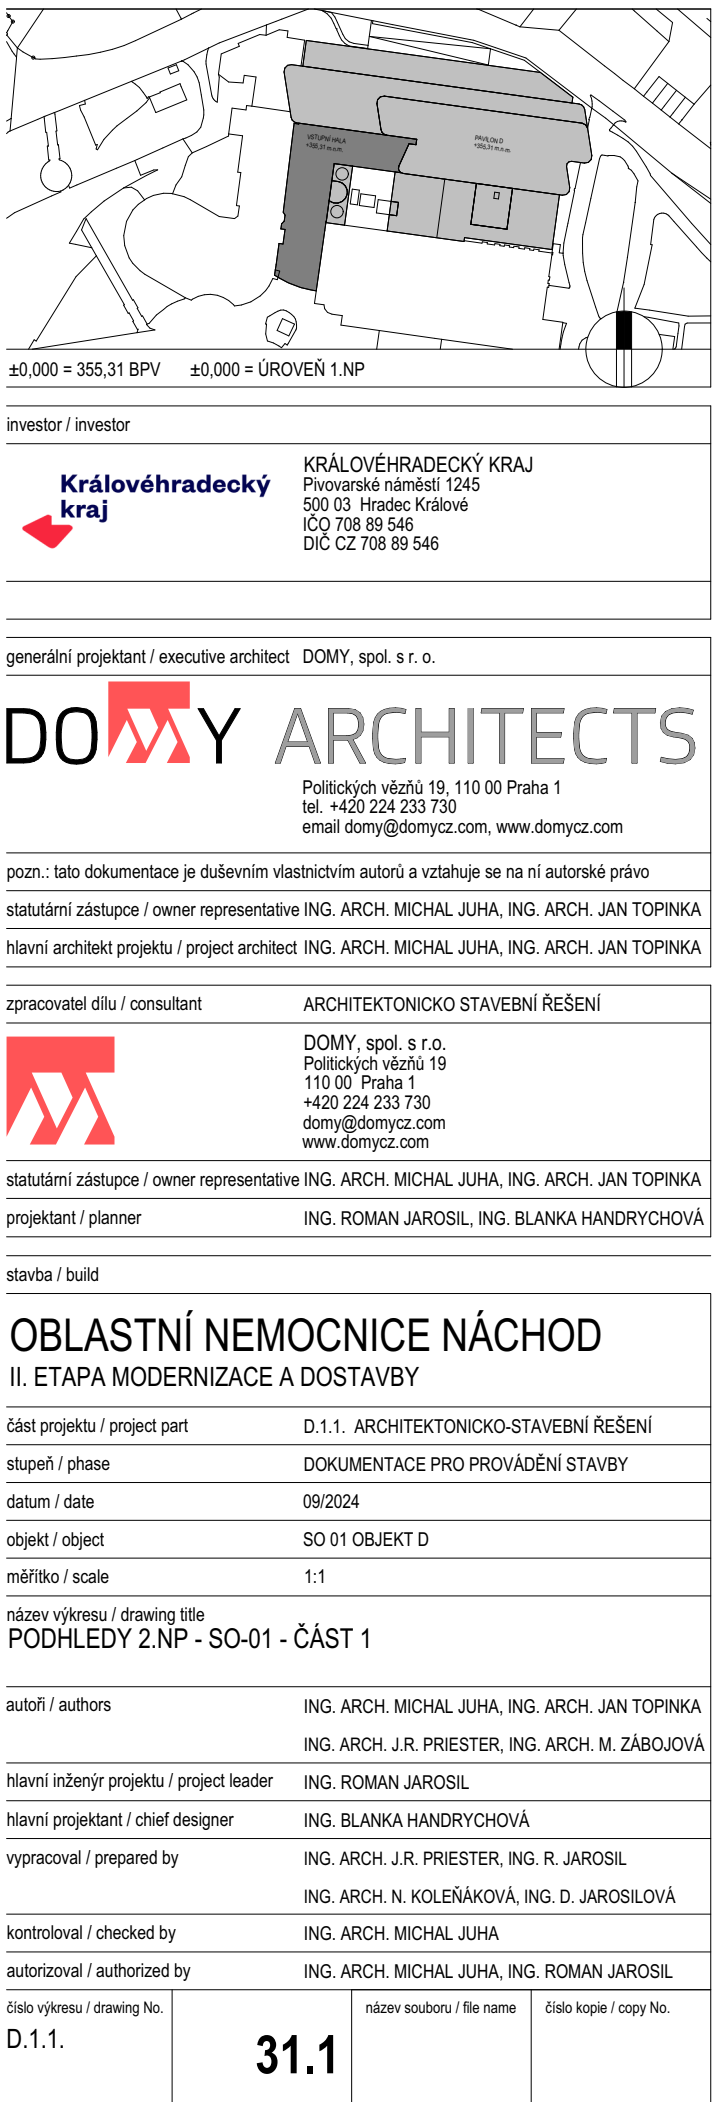 VSTUPNÍ HALA
+355,31 m.n.m.
PAVILON D
+355,31 m.n.m.
±0,000 = 355,31 BPV ±0,000 = ÚROVEŇ 1.NP
investor / investor
Královéhradecký
kraj
KRÁLOVÉHRADECKÝ KRAJ
Pivovarské náměstí 1245
500 03 Hradec Králové
IČO 708 89 546
DIČ CZ 708 89 546
generální projektant / executive architect DOMY, spol. s r. o.
DOMY ARCHITECTS
Politických vězňů 19, 110 00 Praha 1
tel. +420 224 233 730
email domy@domycz.com, www.domycz.com
pozn.: tato dokumentace je duševním vlastnictvím autorů a vztahuje se na ní autorské právo
statutární zástupce / owner representative ING. ARCH. MICHAL JUHA, ING. ARCH. JAN TOPINKA
hlavní architekt projektu / project architect ING. ARCH. MICHAL JUHA, ING. ARCH. JAN TOPINKA
zpracovatel dílu / consultant ARCHITEKTONICKO STAVEBNÍ ŘEŠENÍ
DOMY, spol. s r.o.
Politických vězňů 19
110 00 Praha 1
+420 224 233 730
domy@domycz.com
www.domycz.com
statutární zástupce / owner representative ING. ARCH. MICHAL JUHA, ING. ARCH. JAN TOPINKA
projektant / planner ING. ROMAN JAROSIL, ING. BLANKA HANDRYCHOVÁ
stavba / build
OBLASTNÍ NEMOCNICE NÁCHOD
II. ETAPA MODERNIZACE A DOSTAVBY
část projektu / project part D.1.1. ARCHITEKTONICKO-STAVEBNÍ ŘEŠENÍ
stupeň / phase DOKUMENTACE PRO PROVÁDĚNÍ STAVBY
datum / date 09/2024
objekt / object SO 01 OBJEKT D
měřítko / scale 1:1
název výkresu / drawing title
PODHLEDY 2.NP - SO-01 - ČÁST 1
autoři / authors ING. ARCH. MICHAL JUHA, ING. ARCH. JAN TOPINKA
ING. ARCH. J.R. PRIESTER, ING. ARCH. M. ZÁBOJOVÁ
hlavní inženýr projektu / project leader ING. ROMAN JAROSIL
hlavní projektant / chief designer ING. BLANKA HANDRYCHOVÁ
vypracoval / prepared by ING. ARCH. J.R. PRIESTER, ING. R. JAROSIL
ING. ARCH. N. KOLEŇÁKOVÁ, ING. D. JAROSILOVÁ
kontroloval / checked by ING. ARCH. MICHAL JUHA
autorizoval / authorized by ING. ARCH. MICHAL JUHA, ING. ROMAN JAROSIL
číslo výkresu / drawing No. název souboru / file name číslo kopie / copy No.
D.1.1.
31.1